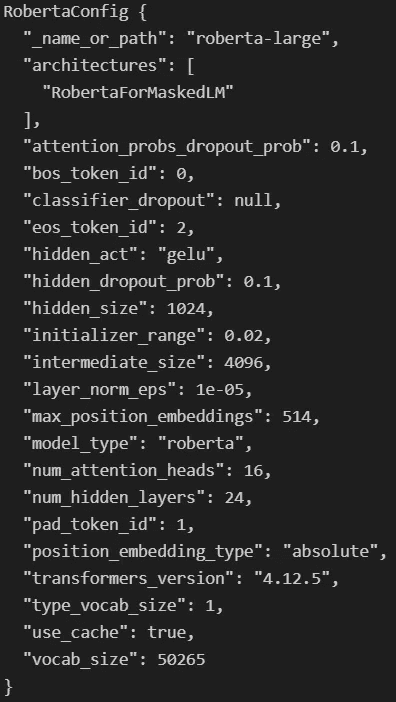 RobertaConfig {
  "_name_or_path": "roberta-large",
  "architectures": [
    "RobertaForMaskedLM"
  ],
  "attention_probs_dropout_prob": 0.1,
  "bos_token_id": 0,
  "classifier_dropout": null,
  "eos_token_id": 2,
  "hidden_act": "gelu",
  "hidden_dropout_prob": 0.1,
  "hidden_size": 1024,
  "initializer_range": 0.02,
  "intermediate_size": 4096,
  "layer_norm_eps": 1e-05,
  "max_position_embeddings": 514,
  "model_type": "roberta",
  "num_attention_heads": 16,
  "num_hidden_layers": 24,
  "pad_token_id": 1,
  "position_embedding_type": "absolute",
  "transformers_version": "4.12.5",
  "type_vocab_size": 1,
  "use_cache": true,
  "vocab_size": 50265
}